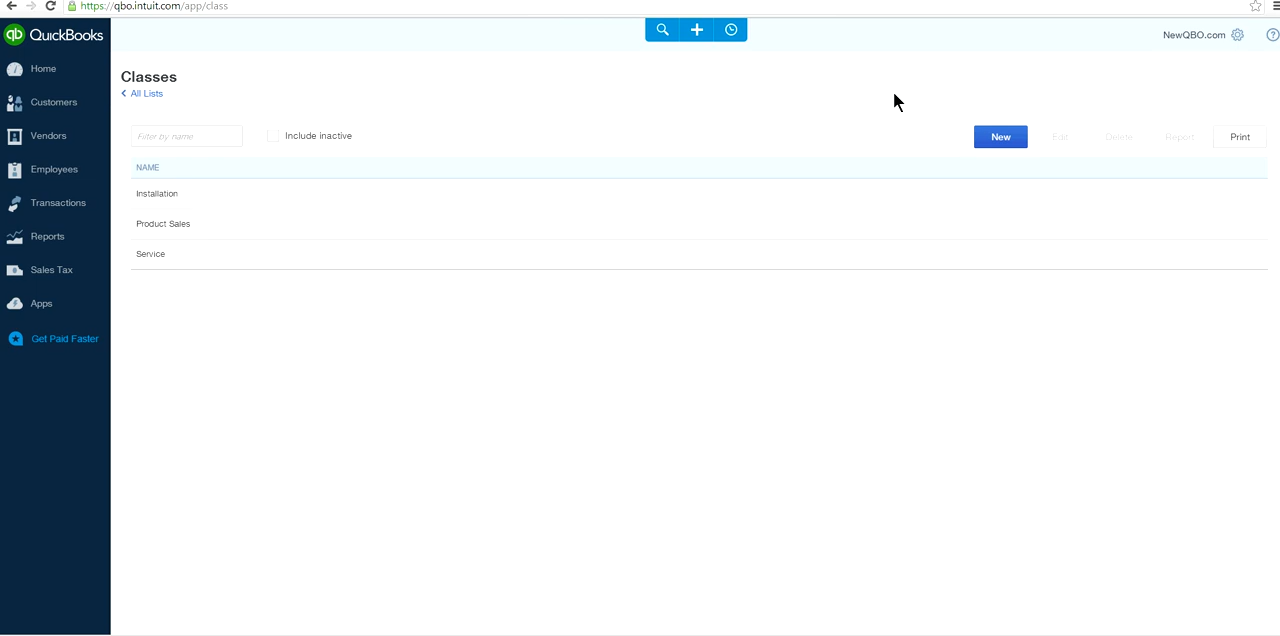 https://qbo.intuit.com/app/class
qb QuickBooks
NewQBO.com
Home
Customers
Vendors
Employees
Transactions
Reports
Sales Tax
Apps
Get Paid Faster
Classes
All Lists
Filter by name
Include inactive
New Edit Delete Report Print
NAME
Installation
Product Sales
Service